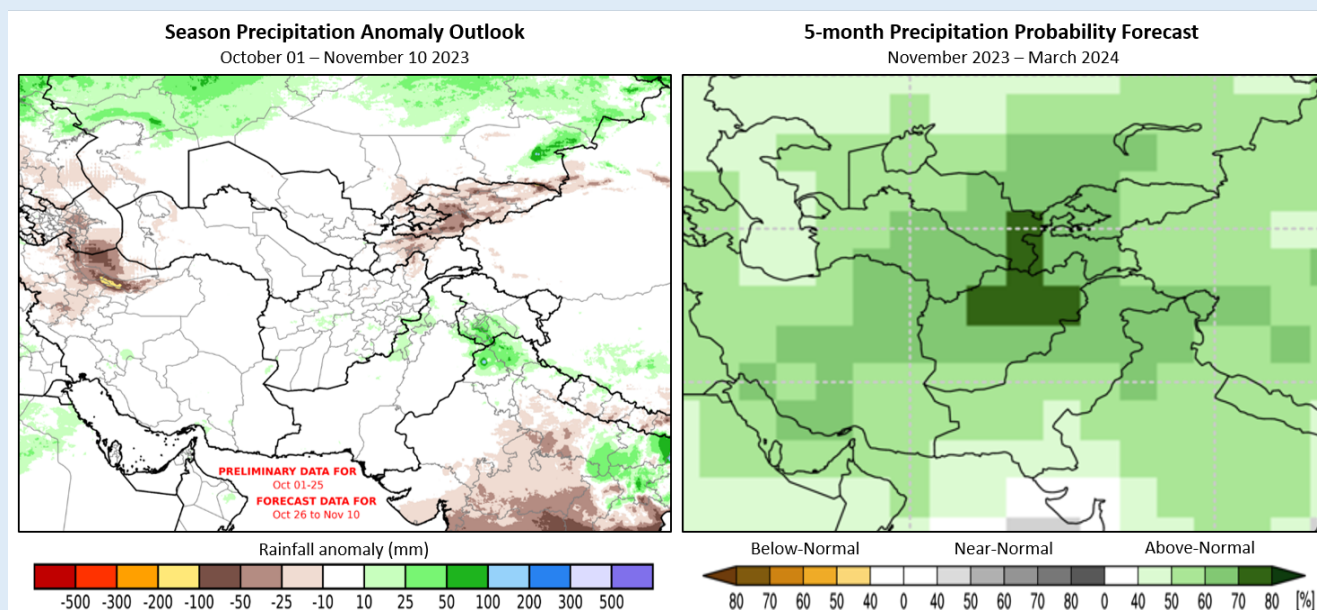 Season Precipitation Anomaly Outlook
October 01 – November 10 2023
PRELIMINARY DATA FOR
Oct 01-25
FORECAST DATA FOR
Oct 26 to Nov 10
Rainfall anomaly (mm)
-500 -300 -200 -100 -50 -25 -10 10 25 50 100 200 300 500
5-month Precipitation Probability Forecast
November 2023 – March 2024
Below-Normal Near-Normal Above-Normal
80 70 60 50 40 0 40 50 60 70 80 0 40 50 60 70 80 [%]